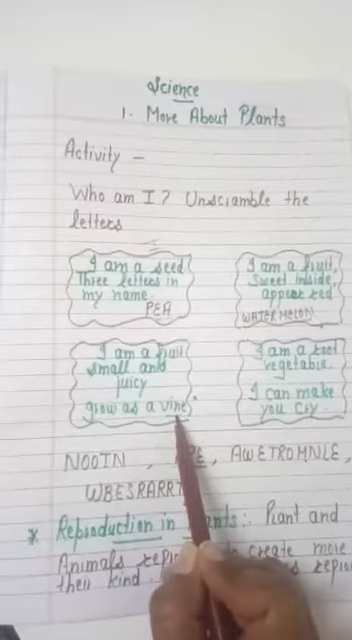 Science
1. More About Plants
Activity —
Who am I? Unscramble the
letters
I am a seed
Three letters in
my name
PEA
I am a fruit,
Sweet inside,
appear red
WATERMELON
I am a fruit
small and
juicy
grow as a vine
I am a root
vegetable.
I can make
you cry.
NOOIN, , AWETROMNLE,
WBESRARRY
* Reproduction in : Plant and
Animals to create more
their kind.